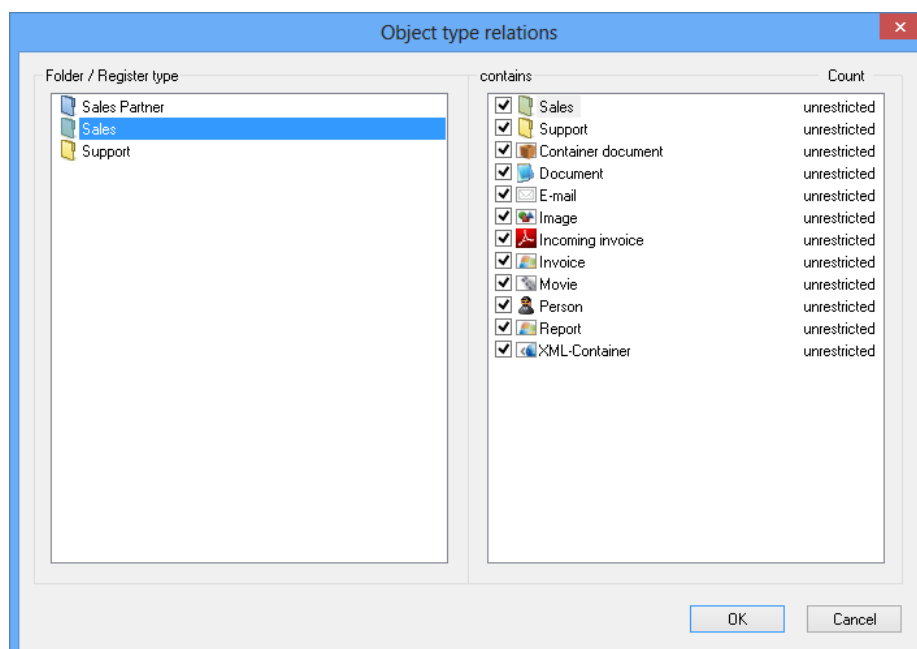 Object type relations
Folder / Register type
Sales Partner
Sales
Support
contains Count
Sales unrestricted
Support unrestricted
Container document unrestricted
Document unrestricted
E-mail unrestricted
Image unrestricted
Incoming invoice unrestricted
Invoice unrestricted
Movie unrestricted
Person unrestricted
Report unrestricted
XML-Container unrestricted
OK Cancel